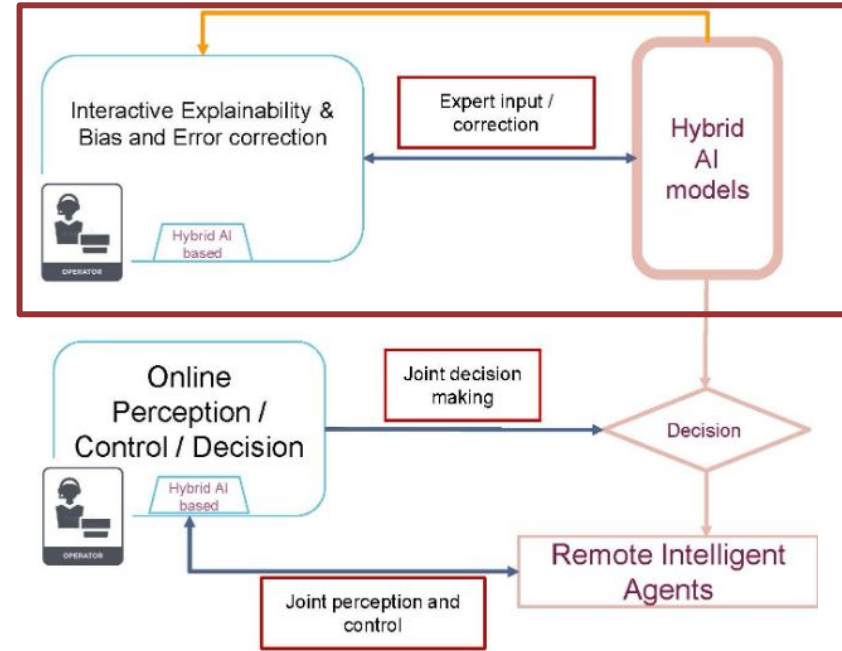 Interactive Explainability &
Bias and Error correction
Expert input /
correction
Hybrid
AI
models
Hybrid AI
based
OPERATOR
Online
Perception /
Control / Decision
Joint decision
making
Decision
Hybrid AI
based
OPERATOR
Remote Intelligent
Agents
Joint perception and
control